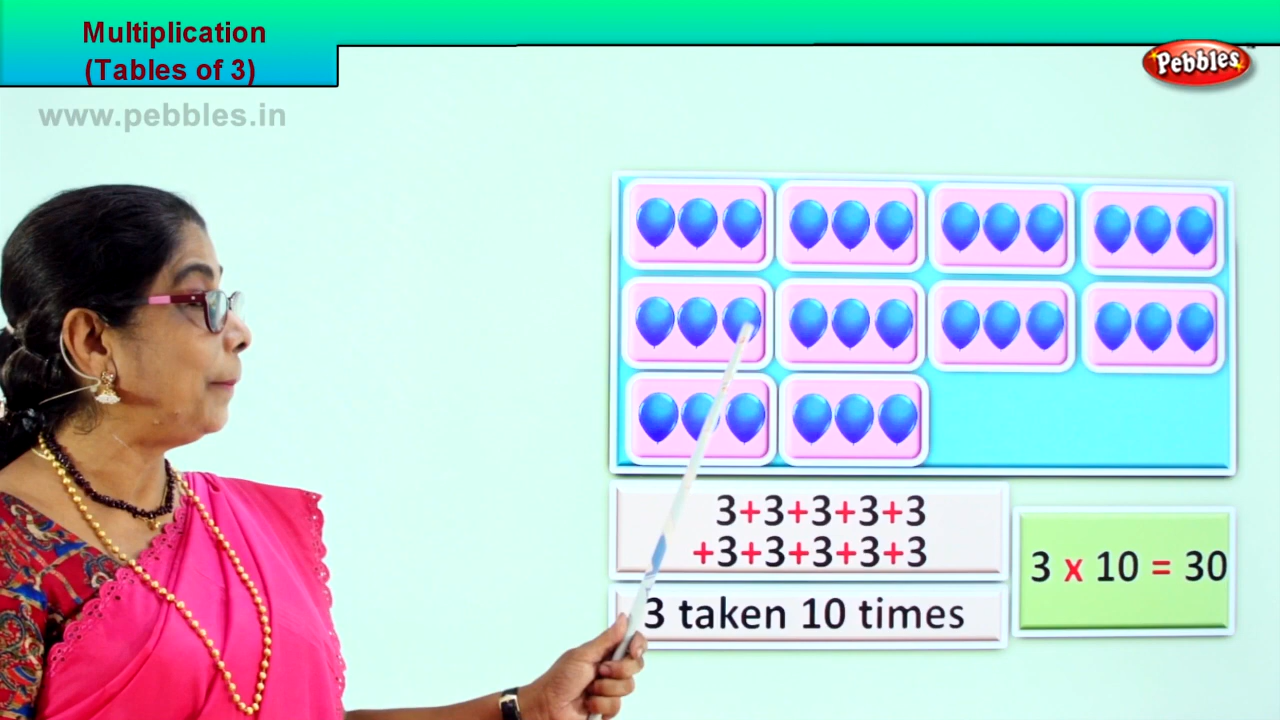 Multiplication
(Tables of 3)
Pebbles
www.pebbles.in
3+3+3+3+3
+3+3+3+3+3
3 x 10 = 30
3 taken 10 times